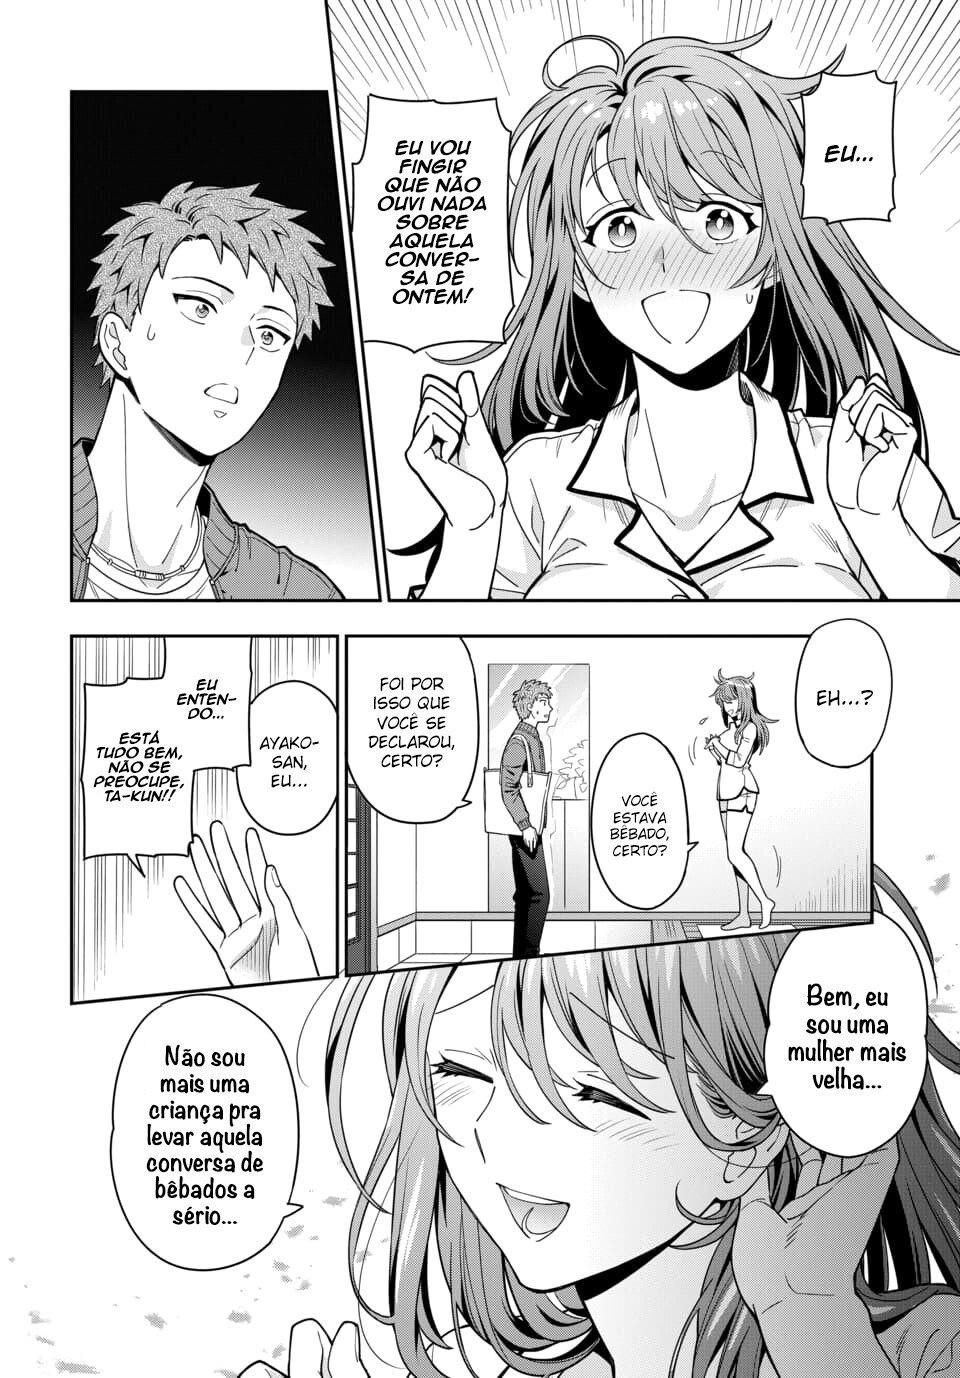 EU...
EU VOU
FINGIR
QUE NÃO
OUVI NADA
SOBRE
AQUELA
CONVER-
SA DE
ONTEM!
EH...?
VOCÊ
ESTAVA
BÊBADO,
CERTO?
FOI POR
ISSO QUE
VOCÊ SE
DECLAROU,
CERTO?
AYAKO-
SAN,
EU...
EU
ENTEN-
DO...
ESTÁ
TUDO BEM,
NÃO SE
PREOCUPE,
TA-KUN!!
Bem, eu
sou uma
mulher mais
velha...
Não sou
mais uma
criança pra
levar aquela
conversa de
bêbados a
sério...